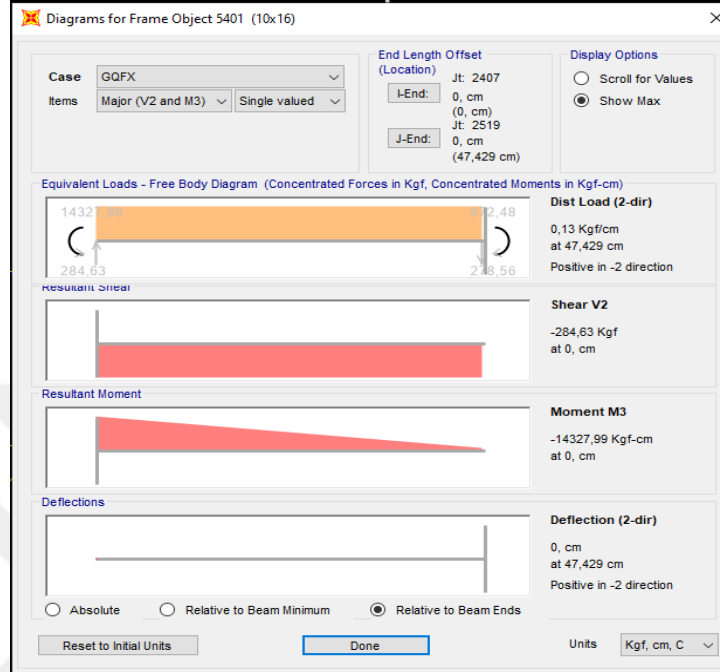 Diagrams for Frame Object 5401 (10x16)
Case GQFX
Items Major (V2 and M3) Single valued
End Length Offset
(Location)
Jt: 2407
I-End: 0, cm
(0, cm)
Jt: 2519
J-End: 0, cm
(47,429 cm)
Display Options
Scroll for Values
Show Max
Equivalent Loads - Free Body Diagram (Concentrated Forces in Kgf, Concentrated Moments in Kgf-cm)
14327,99 972,48
284,63 278,56
Dist Load (2-dir)
0,13 Kgf/cm
at 47,429 cm
Positive in -2 direction
Resultant Shear
Shear V2
-284,63 Kgf
at 0, cm
Resultant Moment
Moment M3
-14327,99 Kgf-cm
at 0, cm
Deflections
Deflection (2-dir)
0, cm
at 47,429 cm
Positive in -2 direction
Absolute Relative to Beam Minimum Relative to Beam Ends
Reset to Initial Units Done Units Kgf, cm, C